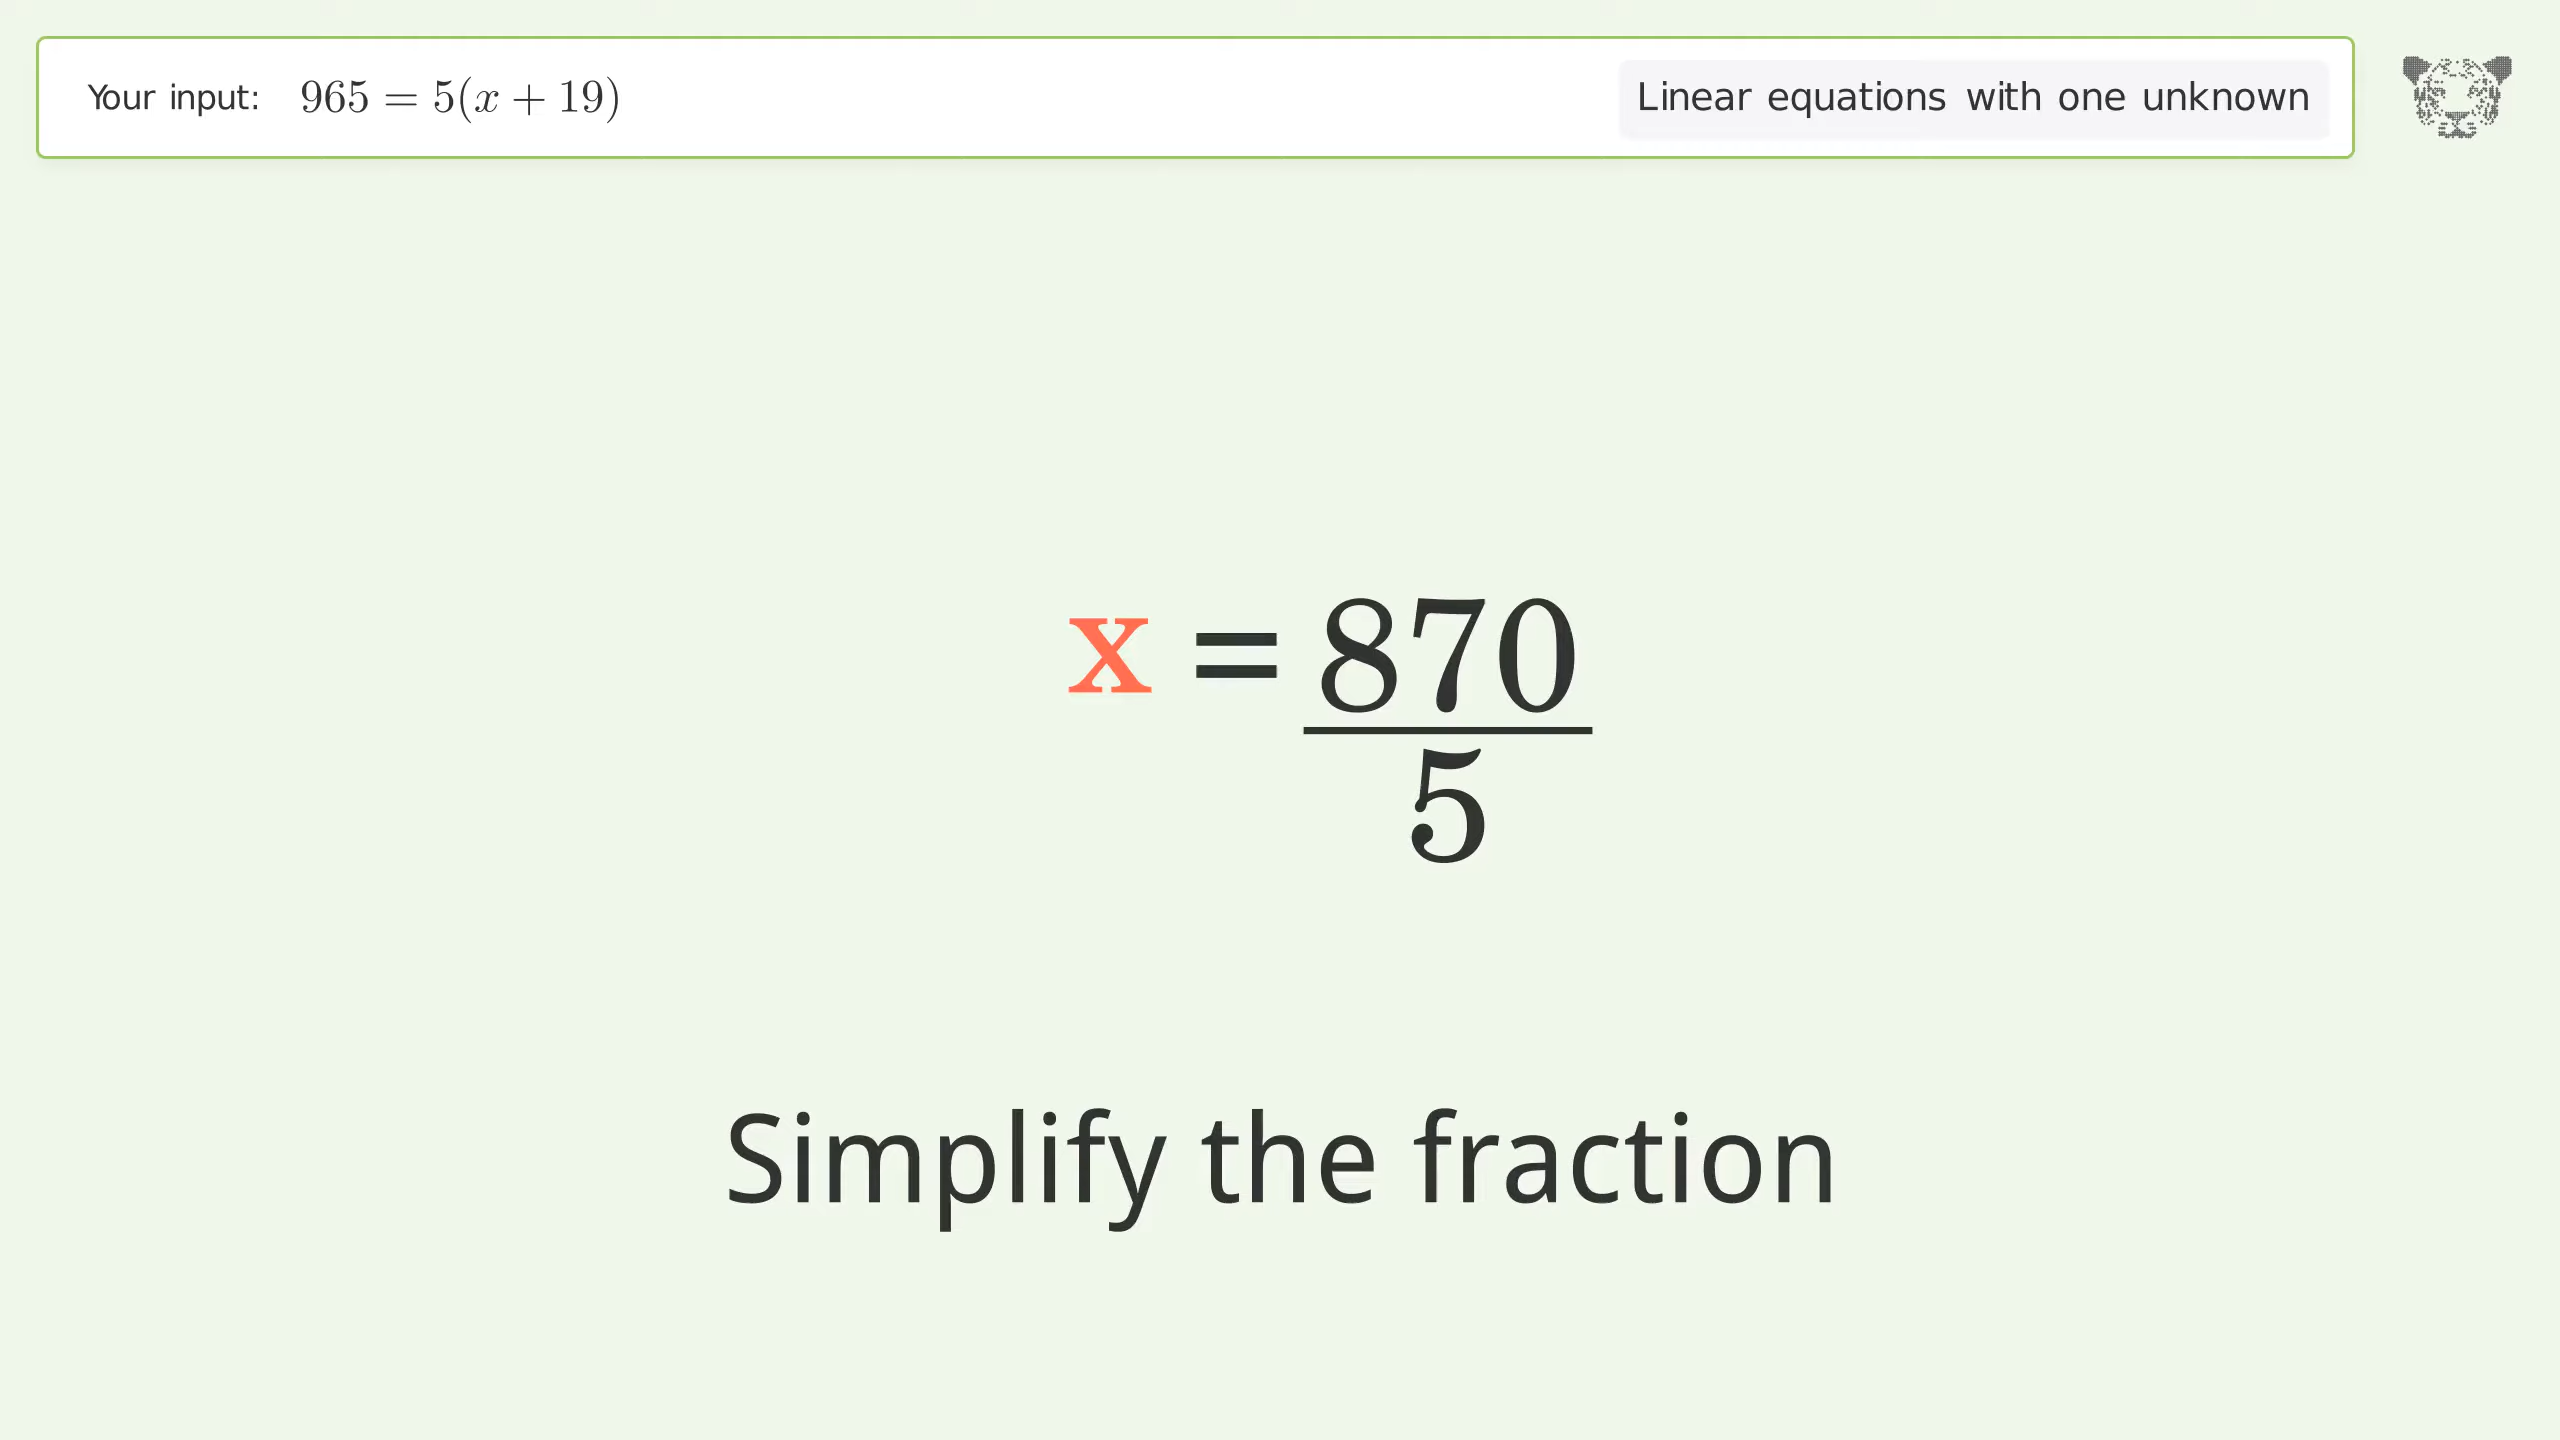 Your input: 965 = 5(x + 19)
Linear equations with one unknown
x = 870/5
Simplify the fraction